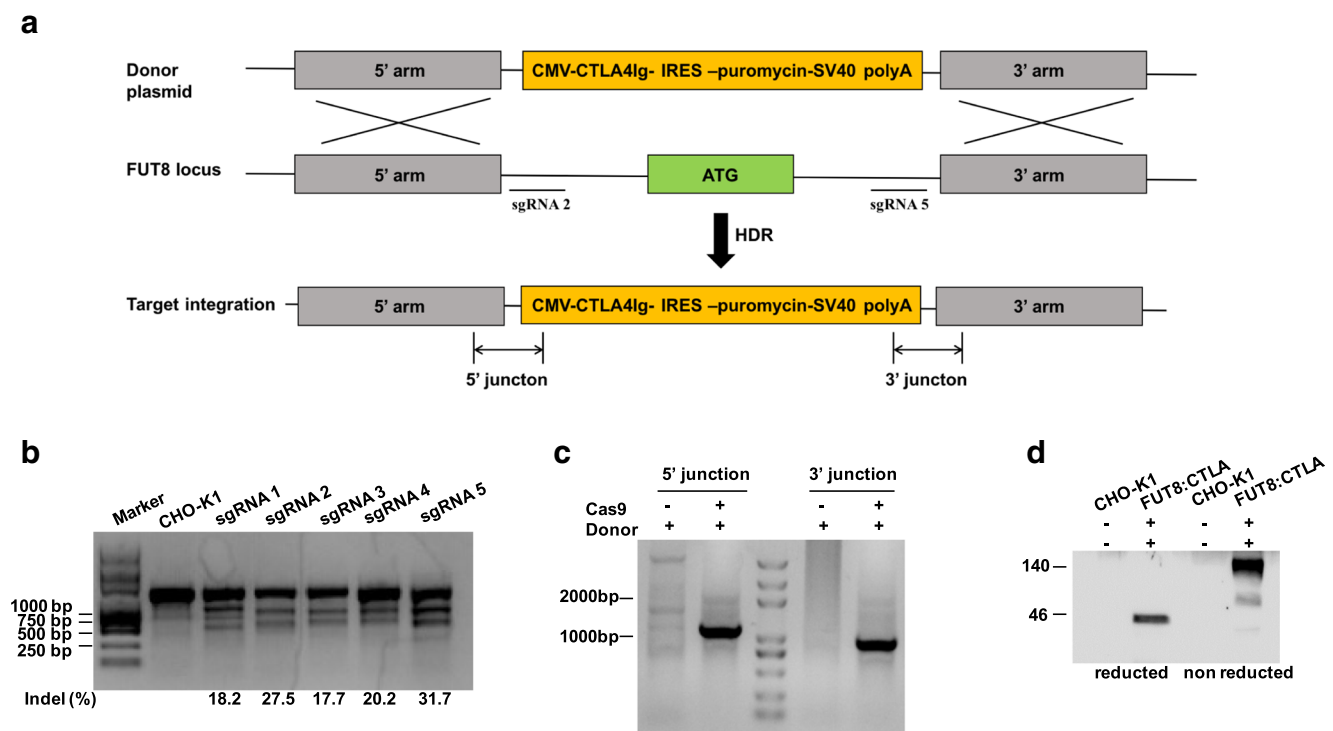 a
Donor plasmid
5' arm
CMV-CTLA4Ig- IRES –puromycin-SV40 polyA
3' arm
FUT8 locus
5' arm
ATG
3' arm
sgRNA 2
sgRNA 5
HDR
Target integration
5' arm
CMV-CTLA4Ig- IRES –puromycin-SV40 polyA
3' arm
5' juncton
3' juncton
b
Marker
CHO-K1
sgRNA 1
sgRNA 2
sgRNA 3
sgRNA 4
sgRNA 5
1000 bp
750 bp
500 bp
250 bp
Indel (%)
18.2
27.5
17.7
20.2
31.7
c
5' junction
3' junction
Cas9
-
+
-
+
Donor
+
+
+
+
2000bp
1000bp
d
CHO-K1
FUT8:CTLA
CHO-K1
FUT8:CTLA
-
+
-
+
-
+
-
+
140
46
reducted
non reducted